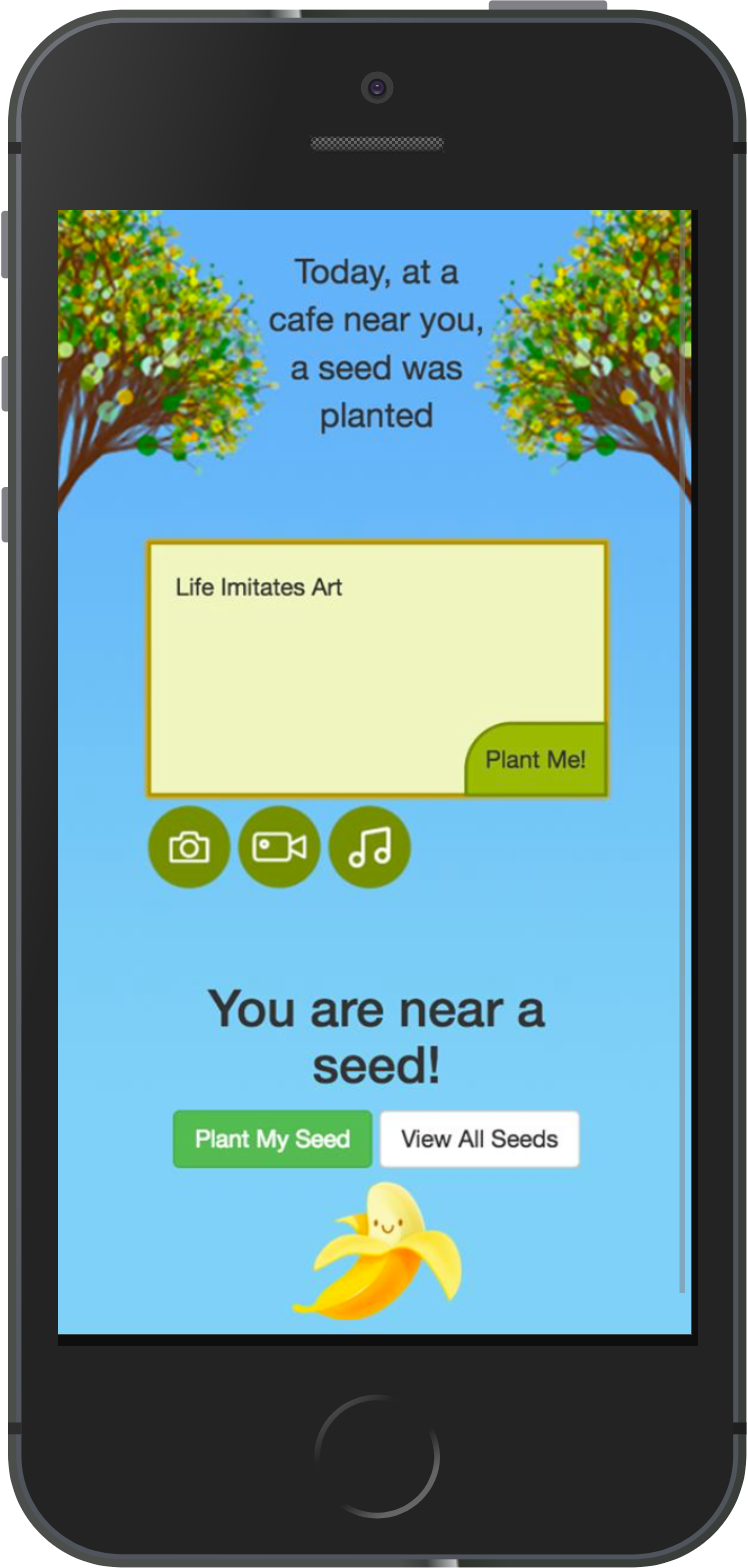 Today, at a
cafe near you,
a seed was
planted
Life Imitates Art
Plant Me!
You are near a
seed!
Plant My Seed
View All Seeds